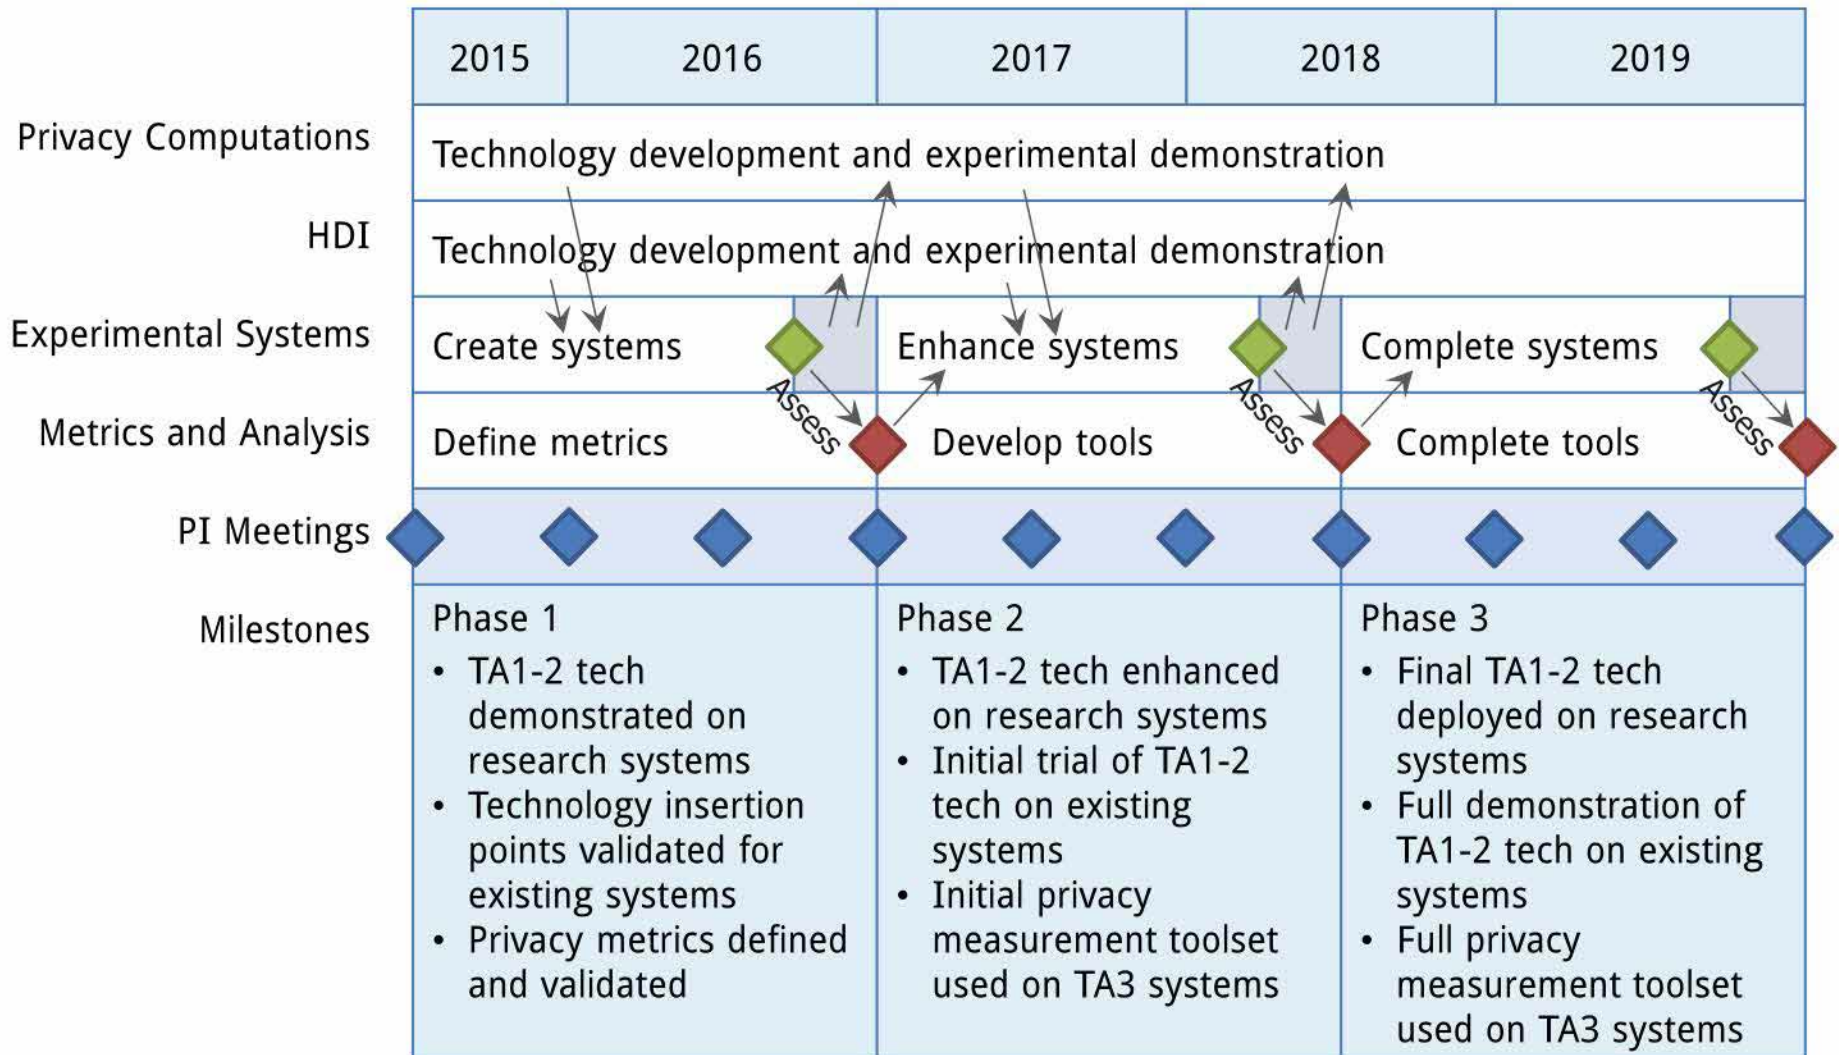 2015 2016 2017 2018 2019
Privacy Computations
Technology development and experimental demonstration
HDI
Technology development and experimental demonstration
Experimental Systems
Create systems
Enhance systems
Complete systems
Assess
Assess
Assess
Metrics and Analysis
Define metrics
Develop tools
Complete tools
PI Meetings
Milestones
Phase 1
• TA1-2 tech
demonstrated on
research systems
• Technology insertion
points validated for
existing systems
• Privacy metrics defined
and validated
Phase 2
• TA1-2 tech enhanced
on research systems
• Initial trial of TA1-2
tech on existing
systems
• Initial privacy
measurement toolset
used on TA3 systems
Phase 3
• Final TA1-2 tech
deployed on research
systems
• Full demonstration of
TA1-2 tech on existing
systems
• Full privacy
measurement toolset
used on TA3 systems